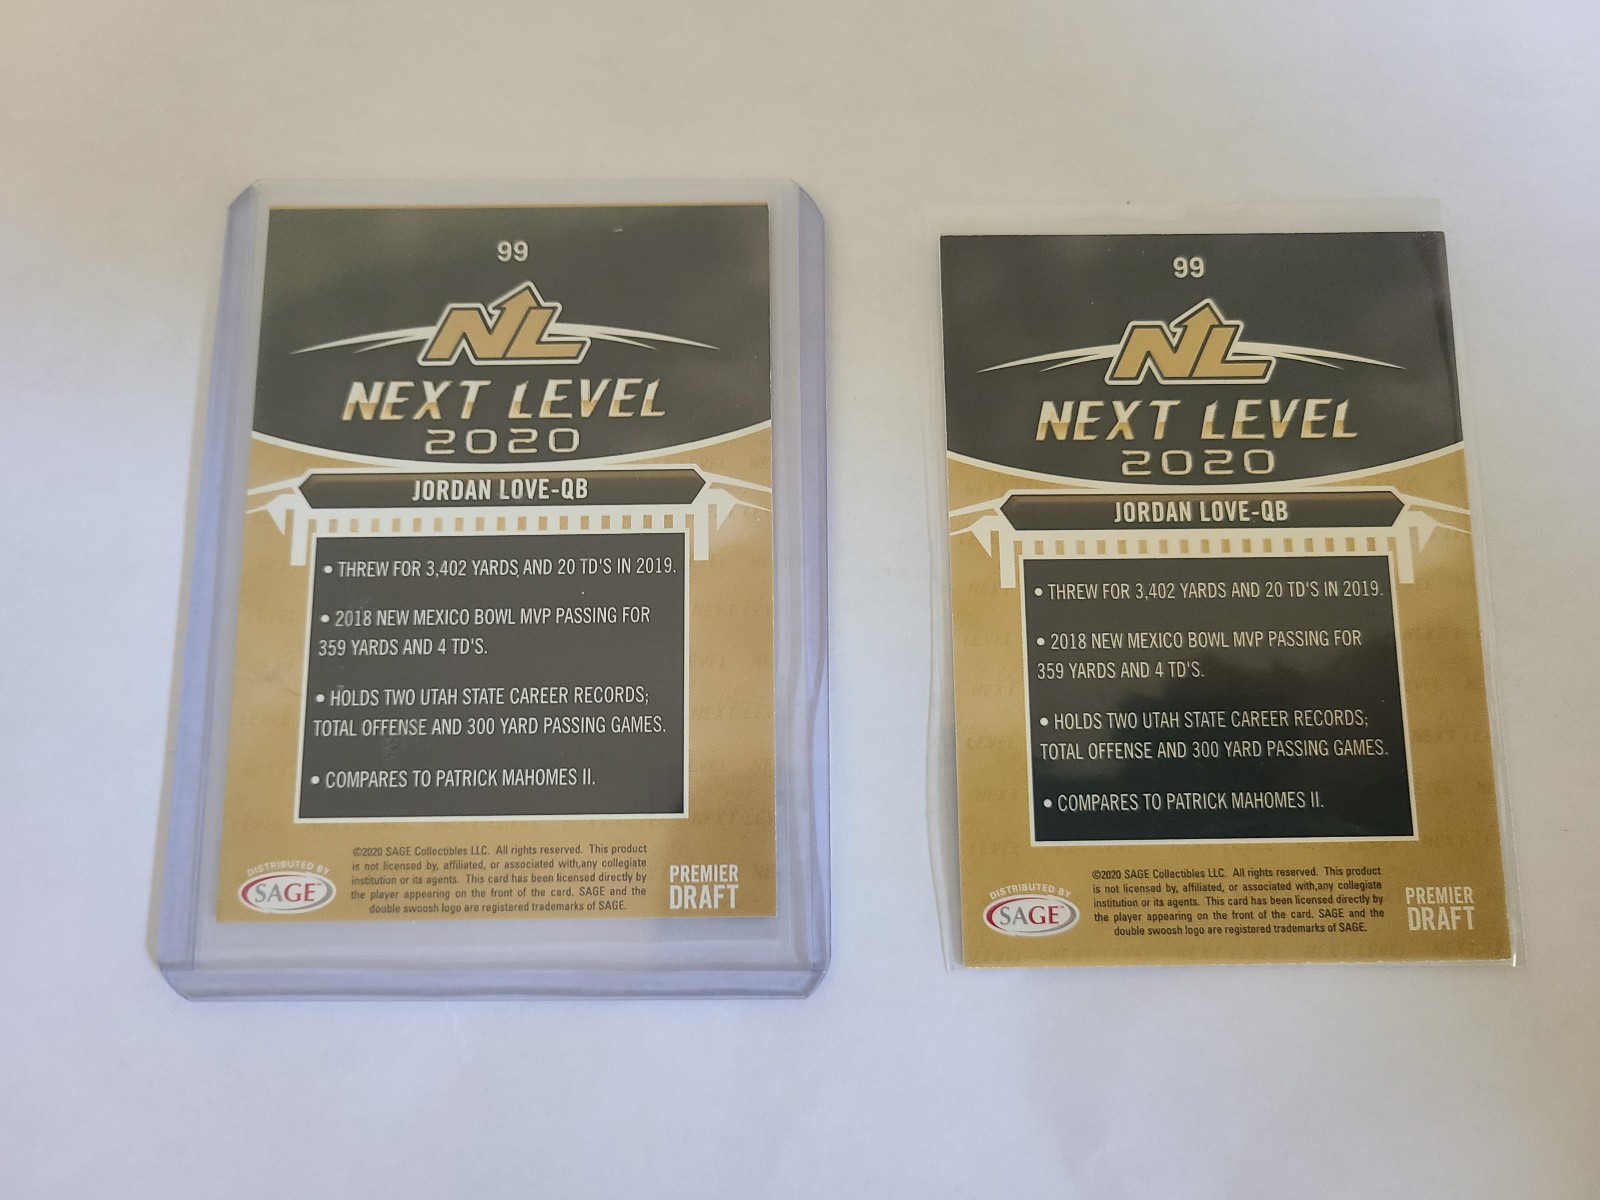 99
NL
NEXT LEVEL
2020
JORDAN LOVE-QB
• THREW FOR 3,402 YARDS AND 20 TD'S IN 2019.
• 2018 NEW MEXICO BOWL MVP PASSING FOR
359 YARDS AND 4 TD'S.
• HOLDS TWO UTAH STATE CAREER RECORDS;
TOTAL OFFENSE AND 300 YARD PASSING GAMES.
• COMPARES TO PATRICK MAHOMES II.
DISTRIBUTED BY
SAGE™
©2020 SAGE Collectibles LLC. All rights reserved. This product
is not licensed by, affiliated, or associated with,any collegiate
institution or its agents. This card has been licensed directly by
the player appearing on the front of the card. SAGE and the
double swoosh logo are registered trademarks of SAGE.
PREMIER
DRAFT
99
NL
NEXT LEVEL
2020
JORDAN LOVE-QB
• THREW FOR 3,402 YARDS AND 20 TD'S IN 2019.
• 2018 NEW MEXICO BOWL MVP PASSING FOR
359 YARDS AND 4 TD'S.
• HOLDS TWO UTAH STATE CAREER RECORDS;
TOTAL OFFENSE AND 300 YARD PASSING GAMES.
• COMPARES TO PATRICK MAHOMES II.
DISTRIBUTED BY
SAGE™
©2020 SAGE Collectibles LLC. All rights reserved. This product
is not licensed by, affiliated, or associated with,any collegiate
institution or its agents. This card has been licensed directly by
the player appearing on the front of the card. SAGE and the
double swoosh logo are registered trademarks of SAGE.
PREMIER
DRAFT